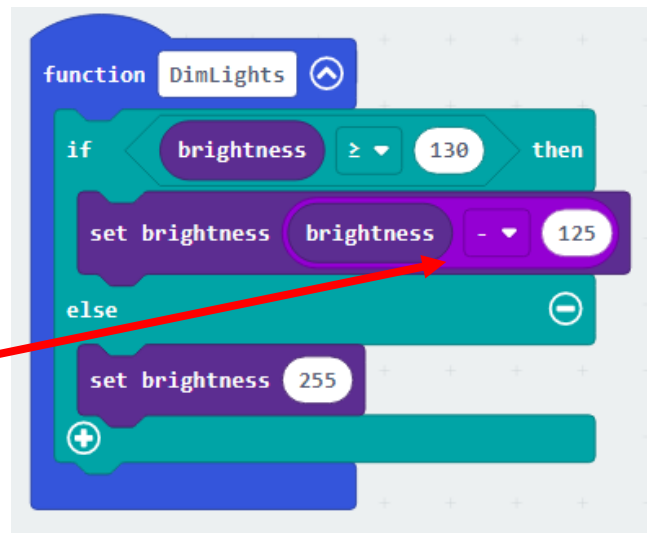 function DimLights
if brightness ≥ 130 then
set brightness brightness - 125
else
set brightness 255